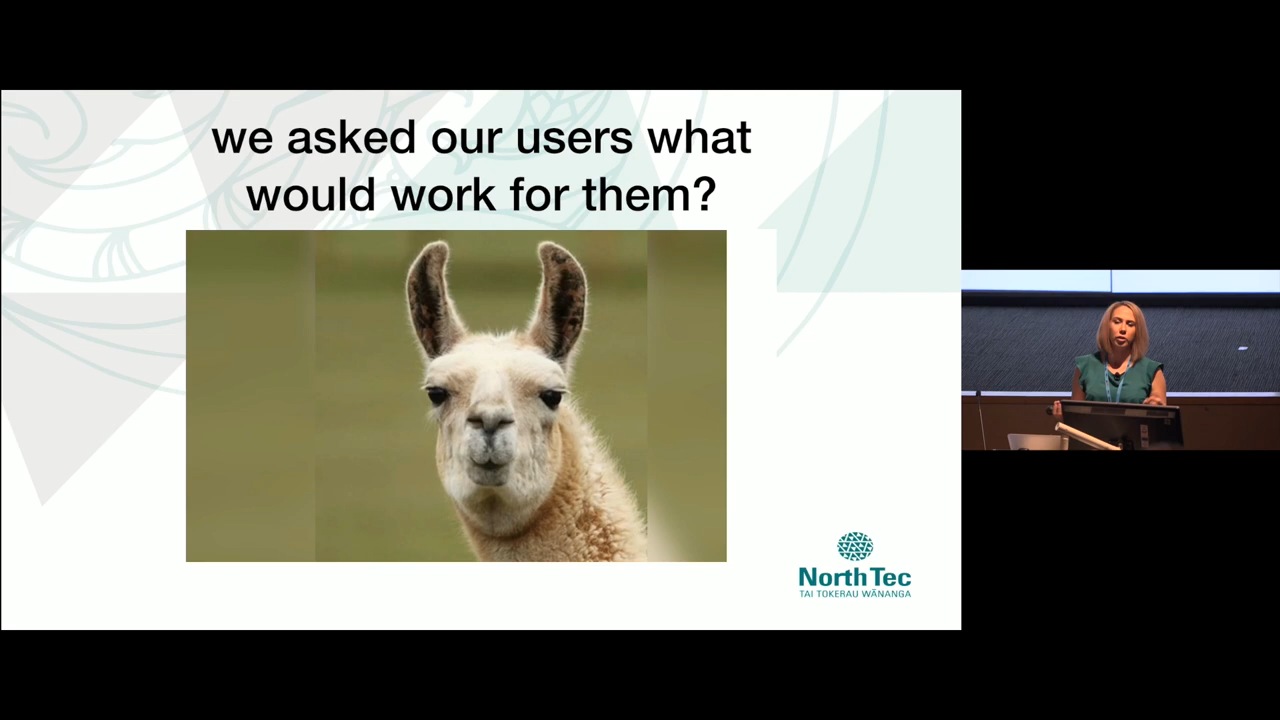 we asked our users what
would work for them?
NorthTec
TAI TOKERAU WĀNANGA